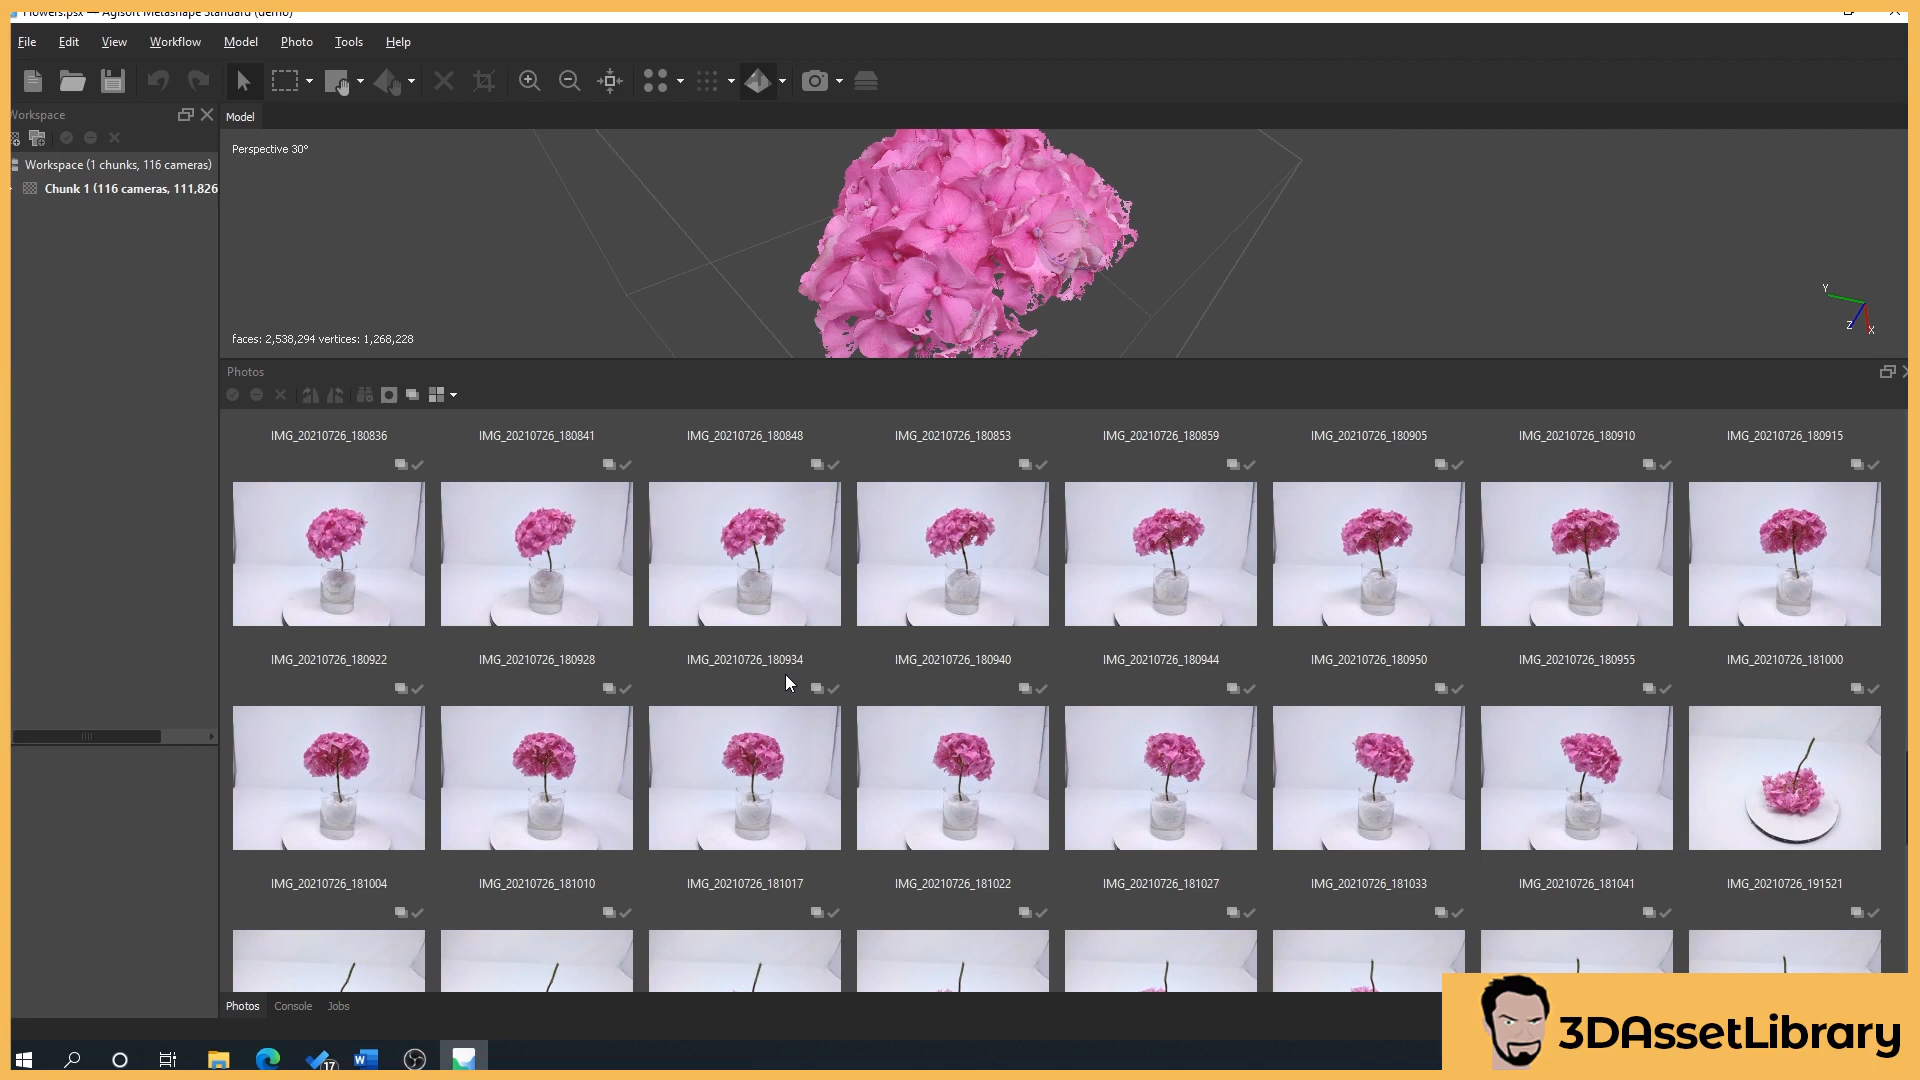 Flowers.psx — Agisoft Metashape Standard (demo)
File Edit View Workflow Model Photo Tools Help
Workspace
Model
Workspace (1 chunks, 116 cameras)
Chunk 1 (116 cameras, 111,826
Perspective 30°
Y
Z
X
faces: 2,538,294 vertices: 1,268,228
Photos
IMG_20210726_180836 IMG_20210726_180841 IMG_20210726_180848 IMG_20210726_180853 IMG_20210726_180859 IMG_20210726_180905 IMG_20210726_180910 IMG_20210726_180915
IMG_20210726_180922 IMG_20210726_180928 IMG_20210726_180934 IMG_20210726_180940 IMG_20210726_180944 IMG_20210726_180950 IMG_20210726_180955 IMG_20210726_181000
IMG_20210726_181004 IMG_20210726_181010 IMG_20210726_181017 IMG_20210726_181022 IMG_20210726_181027 IMG_20210726_181033 IMG_20210726_181041 IMG_20210726_191521
Photos Console Jobs
17
W
3DAssetLibrary